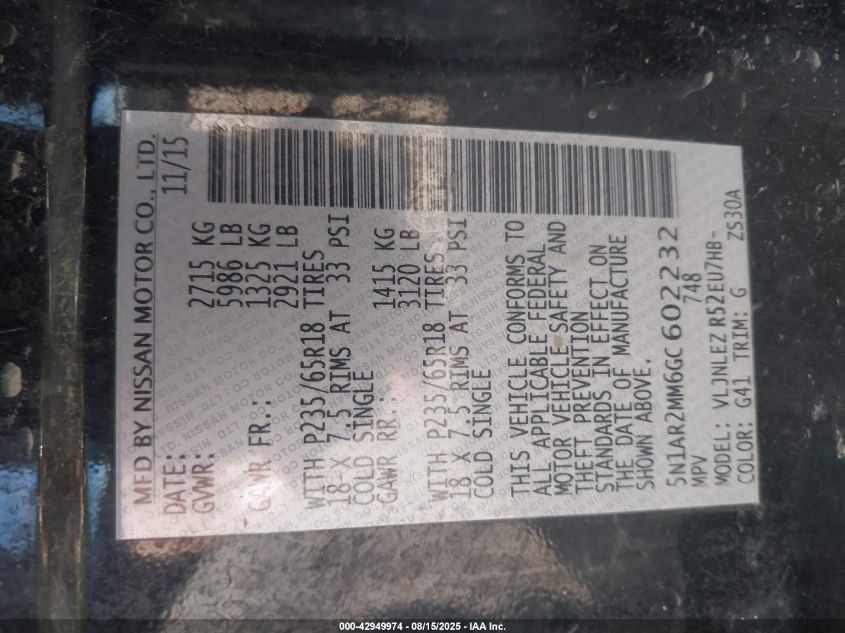 MFD BY NISSAN MOTOR CO., LTD.
DATE: 11/15
GVWR: 2715 KG
5986 LB
GAWR FR.: 1325 KG
2921 LB
WITH P235/65R18 TIRES
18 X 7.5 RIMS AT 33 PSI
COLD SINGLE
GAWR RR.: 1415 KG
3120 LB
WITH P235/65R18 TIRES
18 X 7.5 RIMS AT 33 PSI
COLD SINGLE
THIS VEHICLE CONFORMS TO
ALL APPLICABLE FEDERAL
MOTOR VEHICLE SAFETY AND
THEFT PREVENTION
STANDARDS IN EFFECT ON
THE DATE OF MANUFACTURE
SHOWN ABOVE.
5N1AR2MM6GC602232
MPV 748
MODEL: VLJNLEZ R52EU7HB-
COLOR: G41 TRIM: G ZS30A
000-42949974 - 08/15/2025 - IAA Inc.